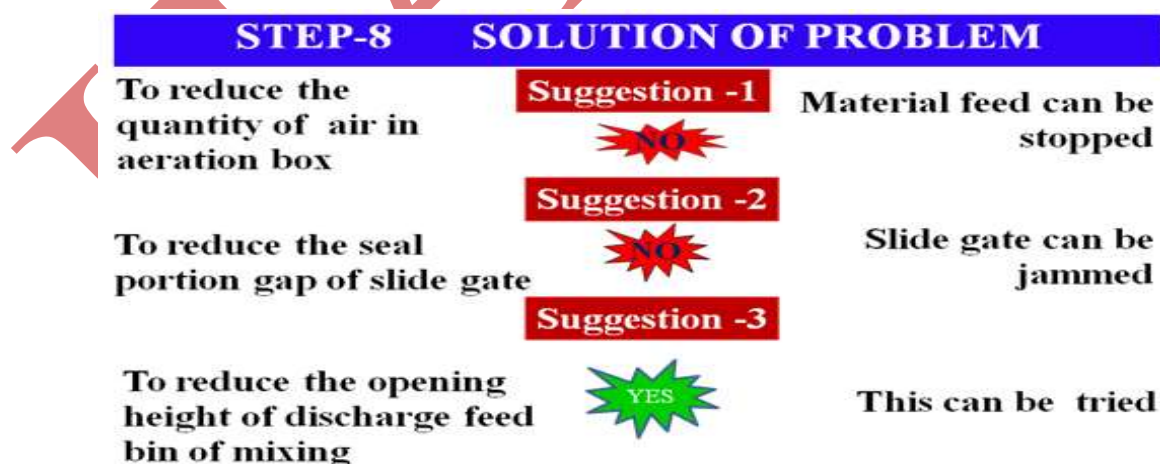 STEP-8 SOLUTION OF PROBLEM
To reduce the
quantity of air in
aeration box
Suggestion -1
NO
Material feed can be
stopped
To reduce the seal
portion gap of slide gate
Suggestion -2
NO
Slide gate can be
jammed
To reduce the opening
height of discharge feed
bin of mixing
Suggestion -3
YES
This can be tried